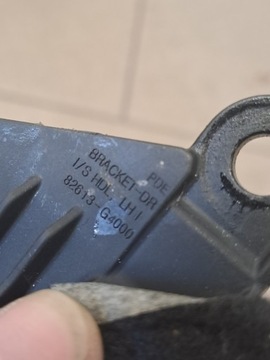 PDE
BRACKET-DR
I/S HDL, LH I
82613-G4000